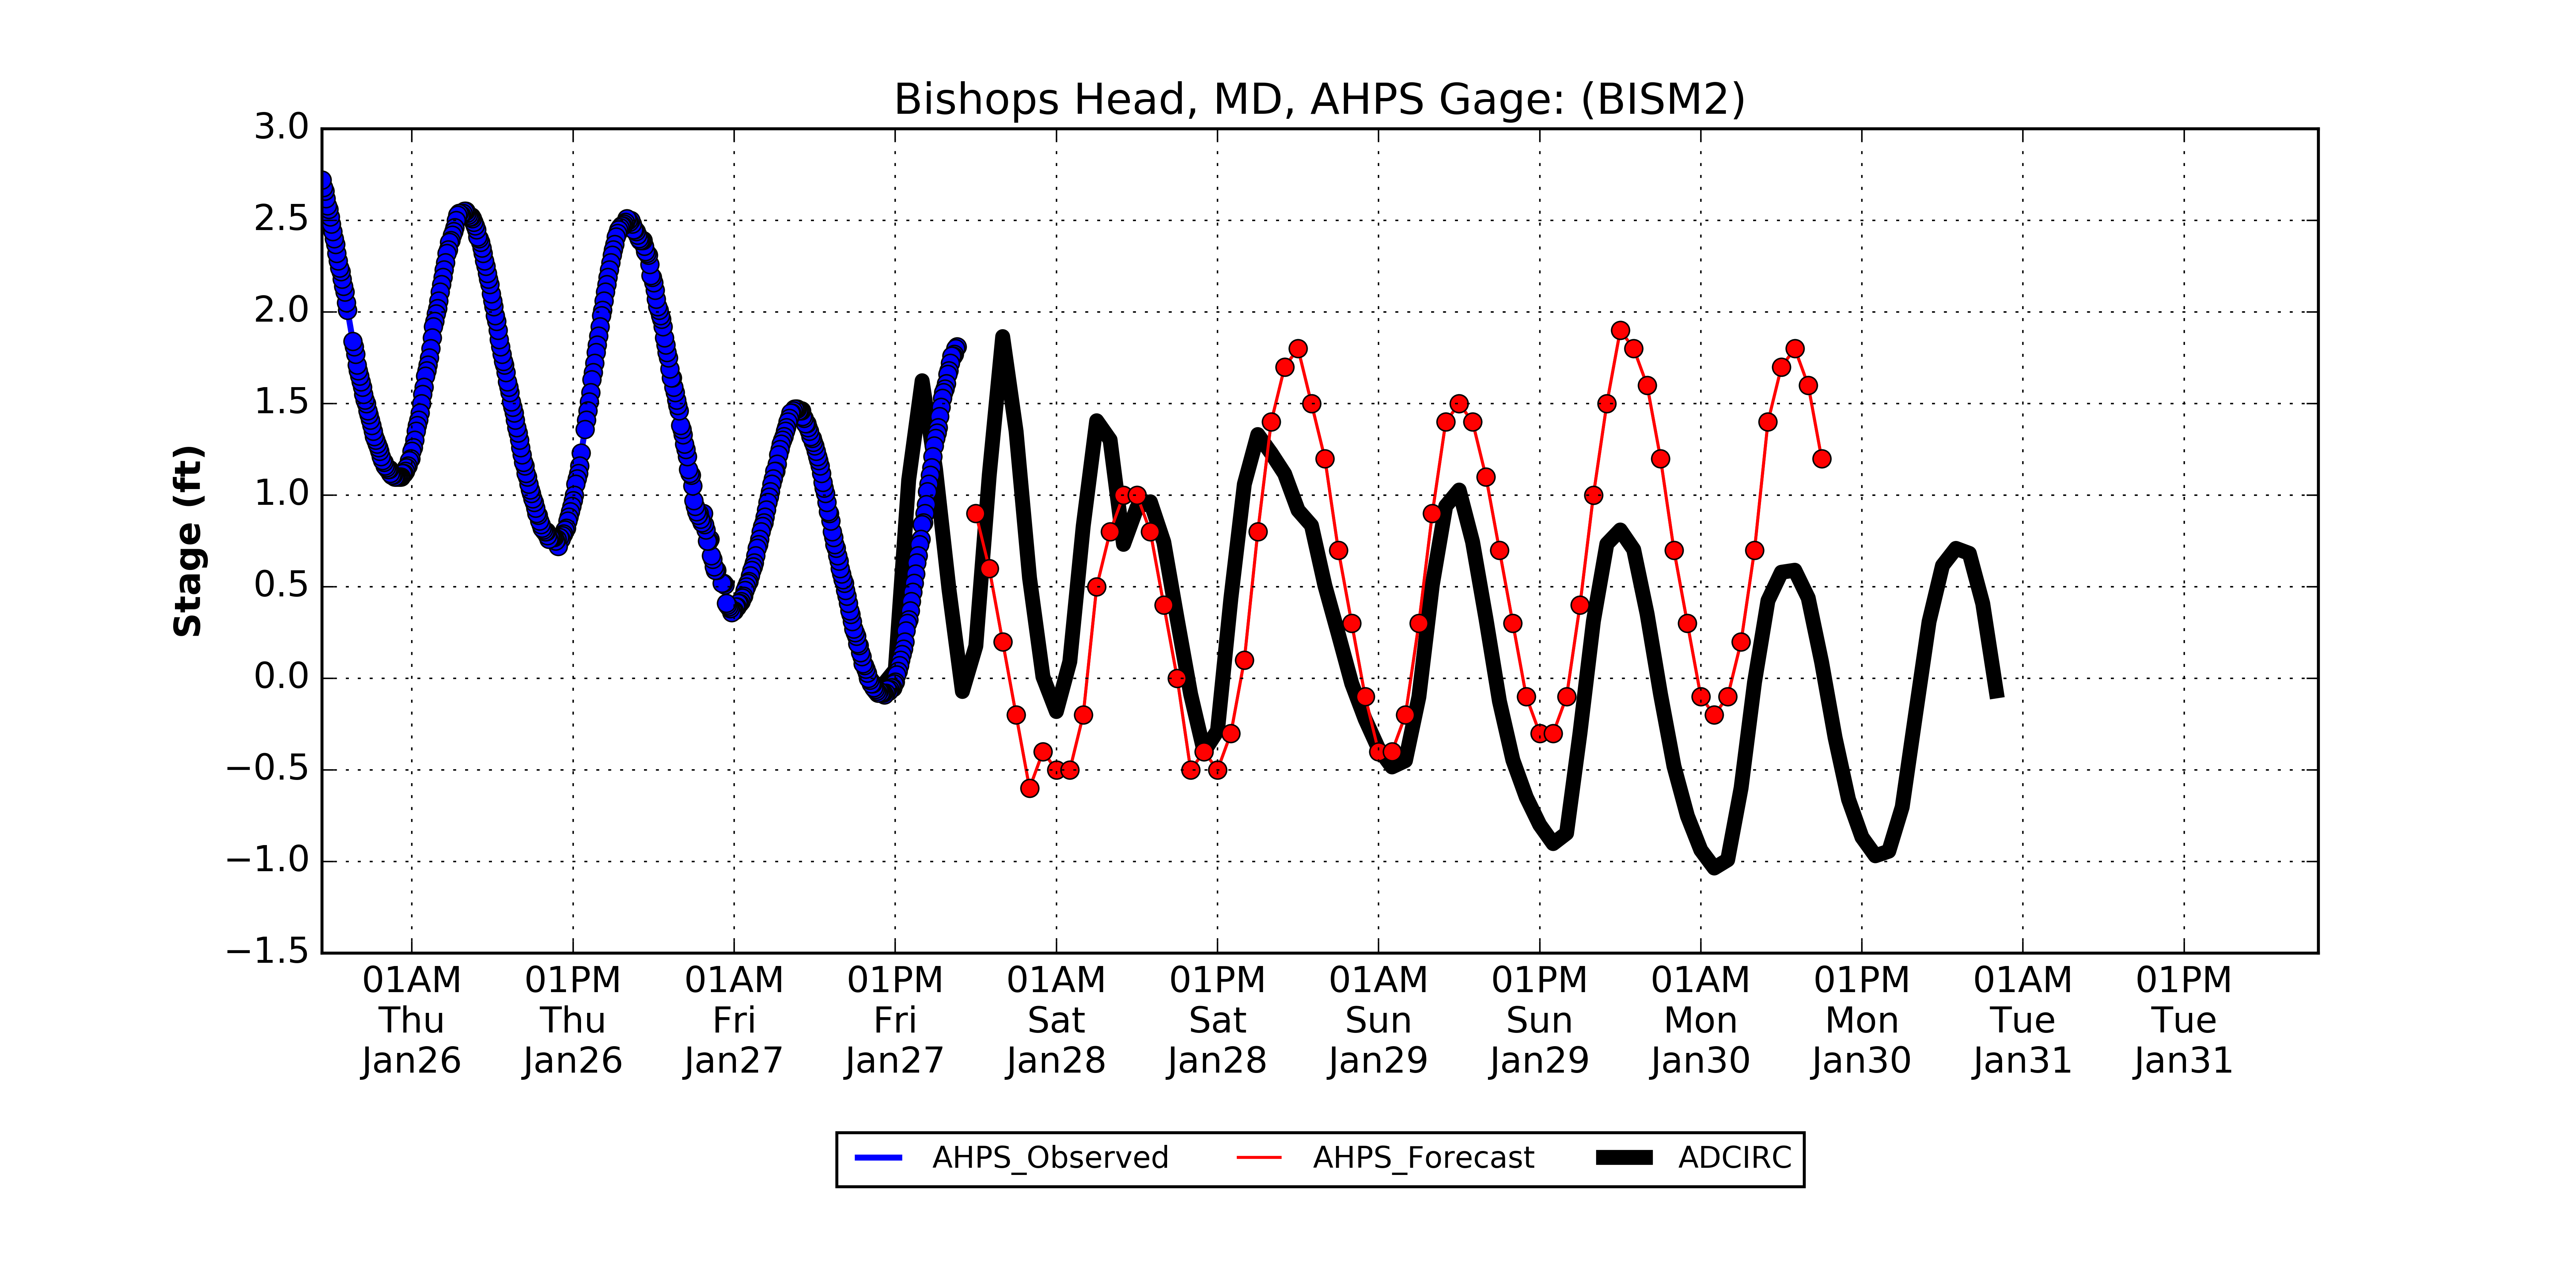 Bishops Head, MD, AHPS Gage: (BISM2)
3.0
2.5
2.0
1.5
1.0
0.5
0.0
−0.5
−1.0
−1.5
Stage (ft)
01AM 01PM 01AM 01PM 01AM 01PM 01AM 01PM 01AM 01PM 01AM 01PM
Thu Thu Fri Fri Sat Sat Sun Sun Mon Mon Tue Tue
Jan26 Jan26 Jan27 Jan27 Jan28 Jan28 Jan29 Jan29 Jan30 Jan30 Jan31 Jan31
AHPS_Observed AHPS_Forecast ADCIRC